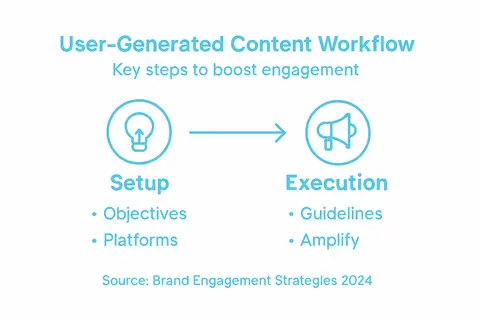 User-Generated Content Workflow
Key steps to boost engagement
Setup
• Objectives
• Platforms
Execution
• Guidelines
• Amplify
Source: Brand Engagement Strategles 2024